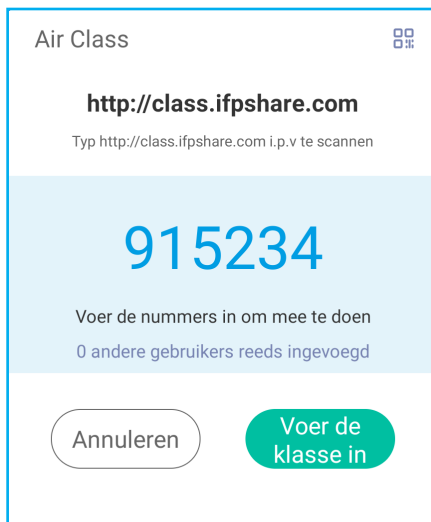 Air Class
http://class.ifpshare.com
Typ http://class.ifpshare.com i.p.v te scannen
915234
Voer de nummers in om mee te doen
0 andere gebruikers reeds ingevoegd
Annuleren
Voer de
klasse in